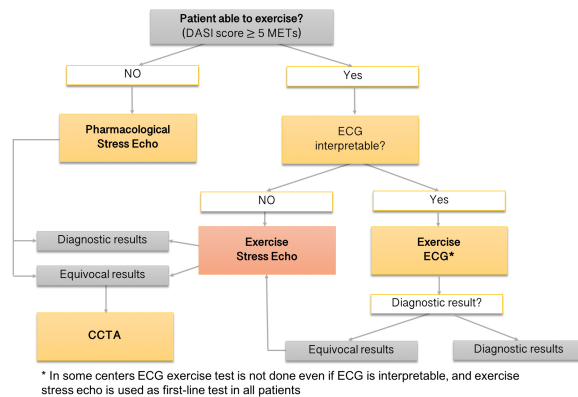 Patient able to exercise?
(DASI score ≥ 5 METs)
NO
Yes
Pharmacological
Stress Echo
ECG
interpretable?
NO
Yes
Diagnostic results
Exercise
Stress Echo
Exercise
ECG*
Equivocal results
Diagnostic result?
CCTA
Equivocal results
Diagnostic results
* In some centers ECG exercise test is not done even if ECG is interpretable, and exercise
stress echo is used as first-line test in all patients